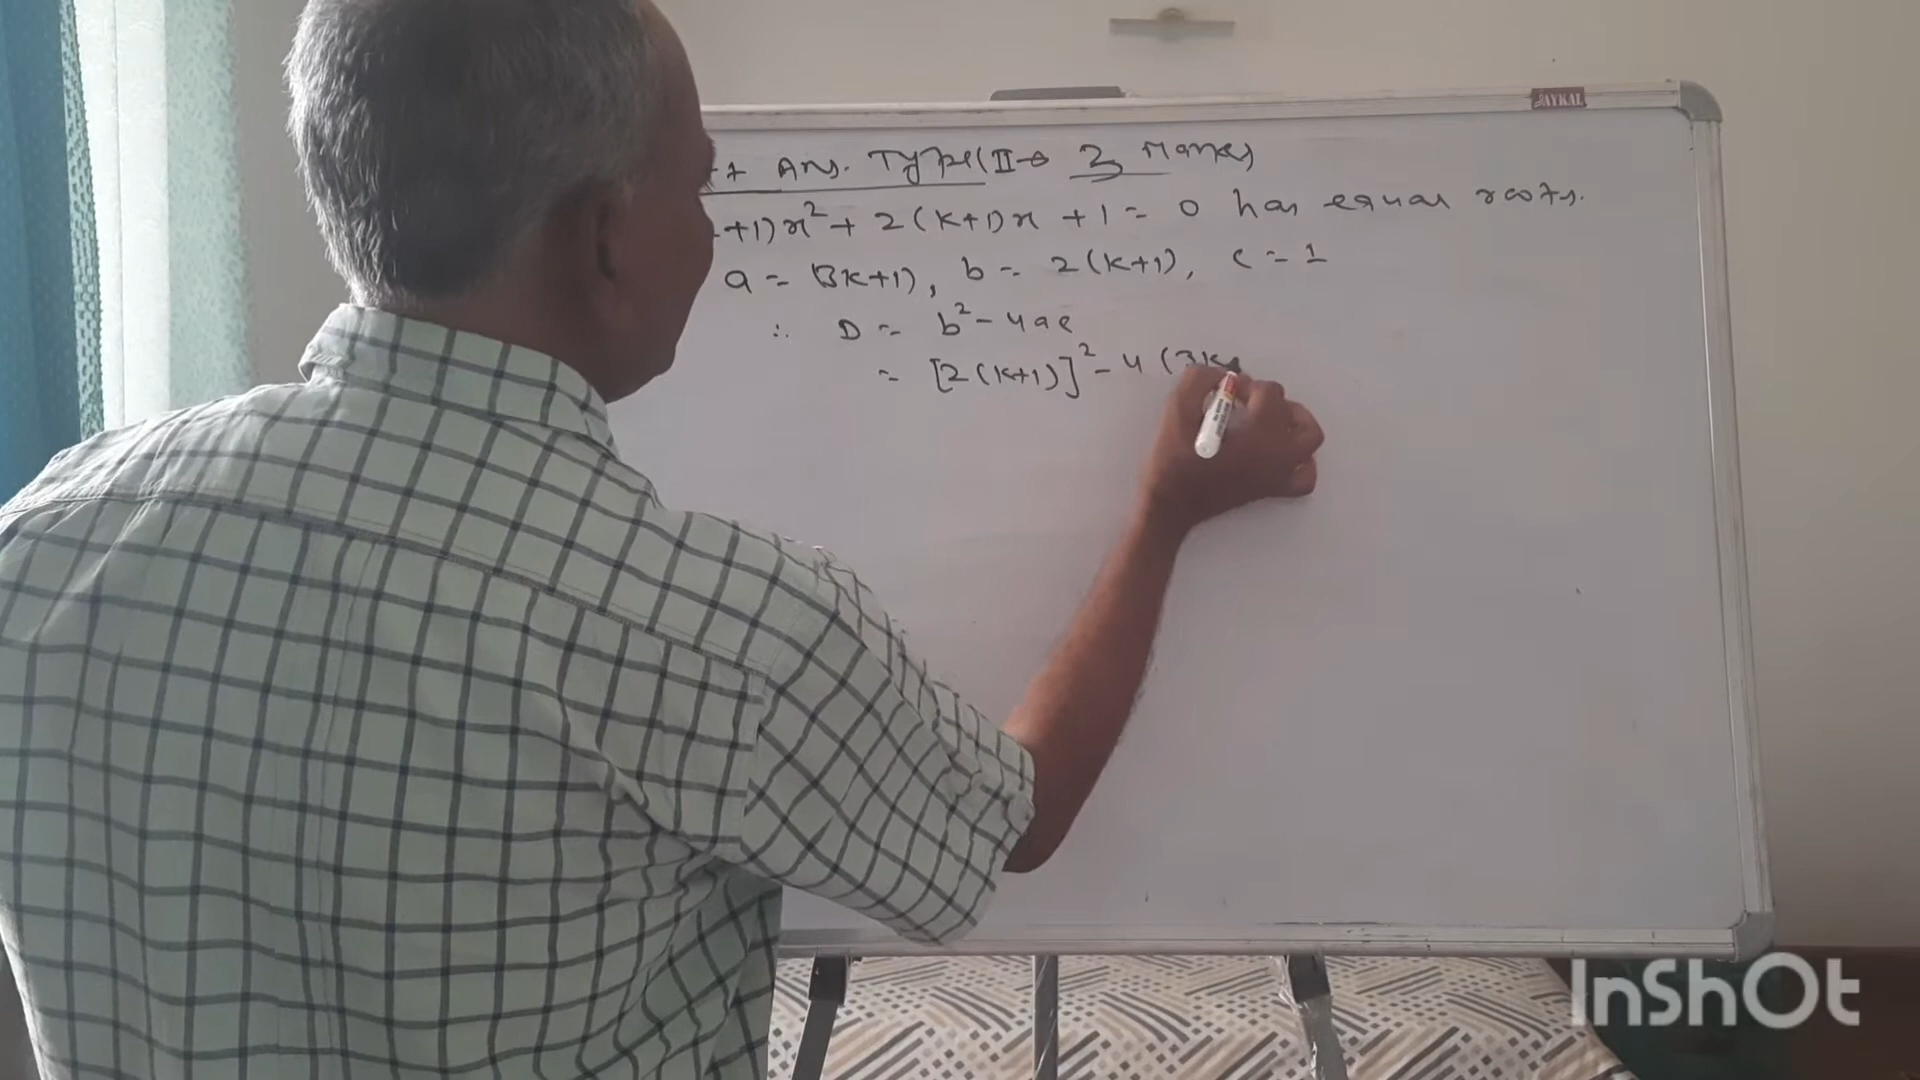 JAYKAL
Ans. Type(II→ 3 Marks
+1)x²+ 2(k+1)x +1= 0 has equal roots.
a = (3k+1), b = 2(k+1), c = 1
∴ D = b²-4ac
= [2(k+1)]²-4(3k
InShOt